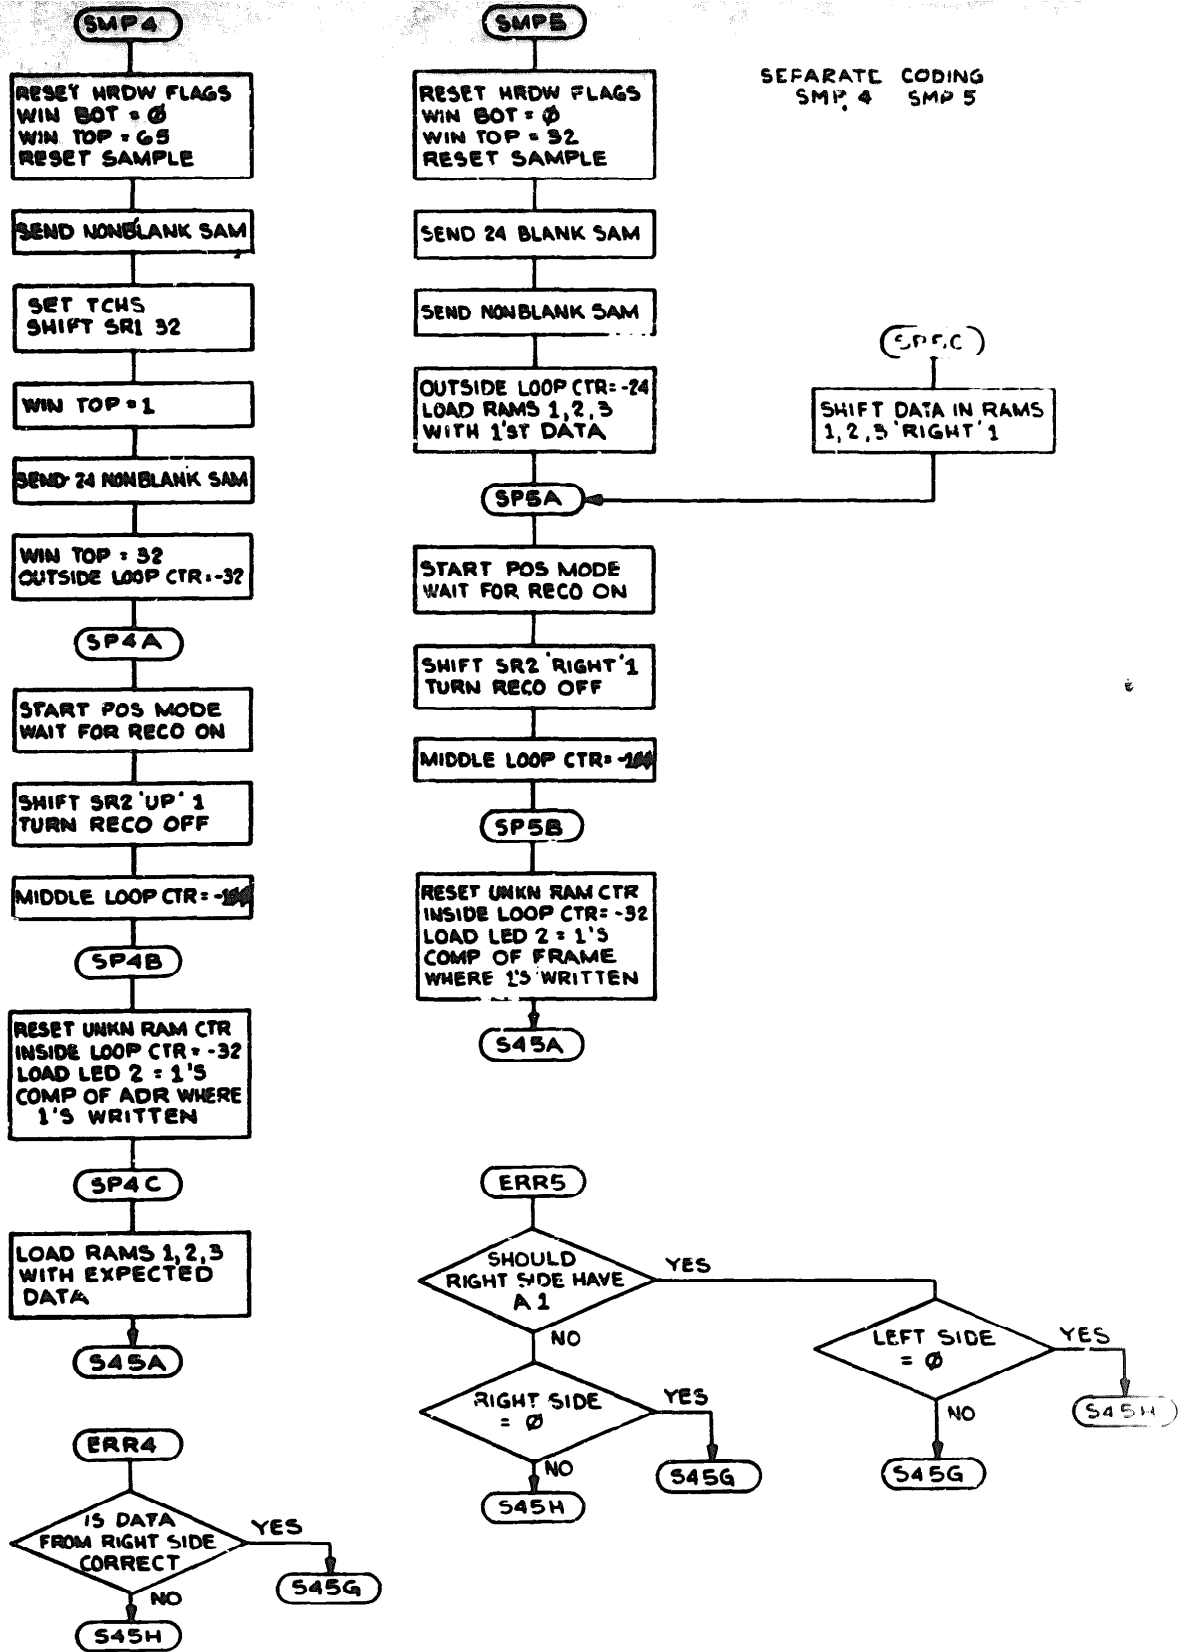 SMP4
RESET HRDW FLAGS
WIN BOT = Ø
WIN TOP = 65
RESET SAMPLE
SEND NONBLANK SAM
SET TCHS
SHIFT SR1 32
WIN TOP = 1
SEND 24 NONBLANK SAM
WIN TOP = 32
OUTSIDE LOOP CTR=-32
SP4A
START POS MODE
WAIT FOR RECO ON
SHIFT SR2 'UP' 1
TURN RECO OFF
MIDDLE LOOP CTR=
SP4B
RESET UNKN RAM CTR
INSIDE LOOP CTR = -32
LOAD LED 2 = 1'S
COMP OF ADR WHERE
1'S WRITTEN
SP4C
LOAD RAMS 1, 2, 3
WITH EXPECTED
DATA
S45A
ERR4
IS DATA
FROM RIGHT SIDE
CORRECT
YES
S45G
NO
S45H
SMP5
RESET HRDW FLAGS
WIN BOT = Ø
WIN TOP = 32
RESET SAMPLE
SEND 24 BLANK SAM
SEND NONBLANK SAM
OUTSIDE LOOP CTR=-24
LOAD RAMS 1, 2, 3
WITH 1'ST DATA
SP5A
START POS MODE
WAIT FOR RECO ON
SHIFT SR2 'RIGHT' 1
TURN RECO OFF
MIDDLE LOOP CTR=
SP5B
RESET UNKN RAM CTR
INSIDE LOOP CTR= -32
LOAD LED 2 = 1'S
COMP OF FRAME
WHERE 1'S WRITTEN
S45A
SEPARATE CODING
SMP 4 SMP 5
SP5C
SHIFT DATA IN RAMS
1, 2, 3 'RIGHT' 1
ERR5
SHOULD
RIGHT SIDE HAVE
A 1
YES
NO
RIGHT SIDE
= Ø
YES
S45G
NO
S45H
LEFT SIDE
= Ø
YES
S45H
NO
S45G